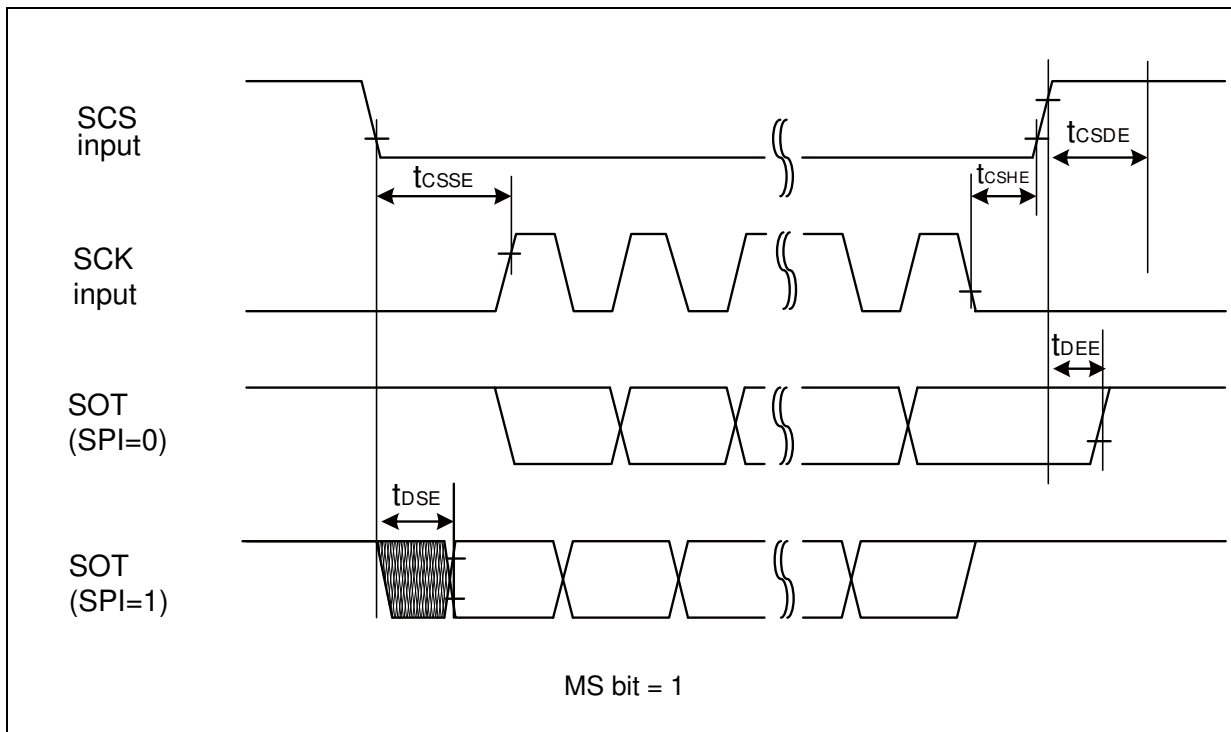 SCS
input
tCSDE
tCSSE
tCSHE
SCK
input
tDEE
SOT
(SPI=0)
tDSE
SOT
(SPI=1)
MS bit = 1